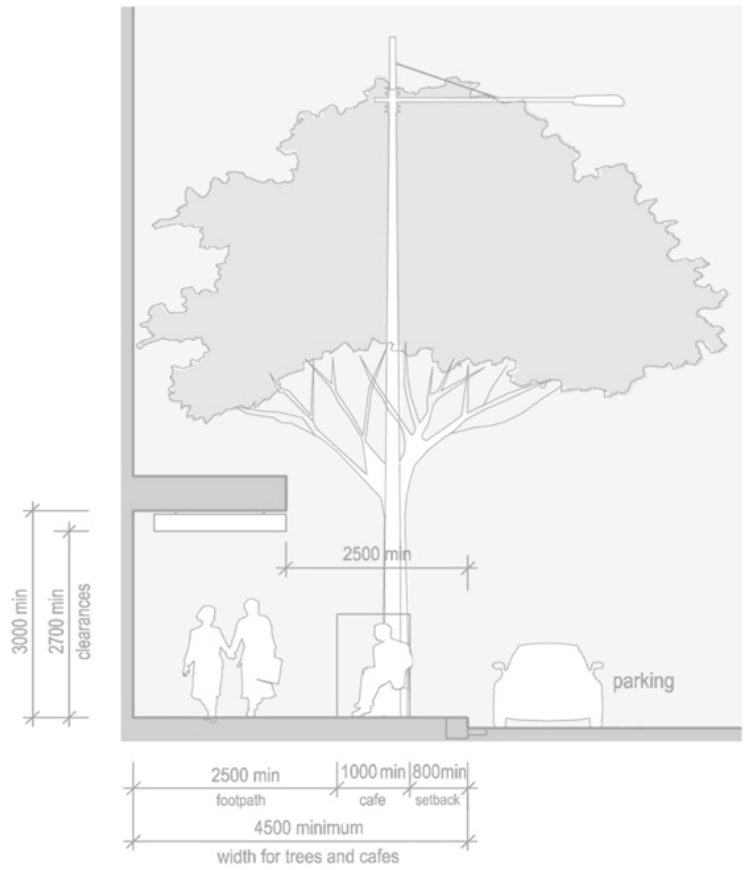 2500 min
3000 min
2700 min
clearances
parking
2500 min
1000 min
800min
footpath
cafe
setback
4500 minimum
width for trees and cafes